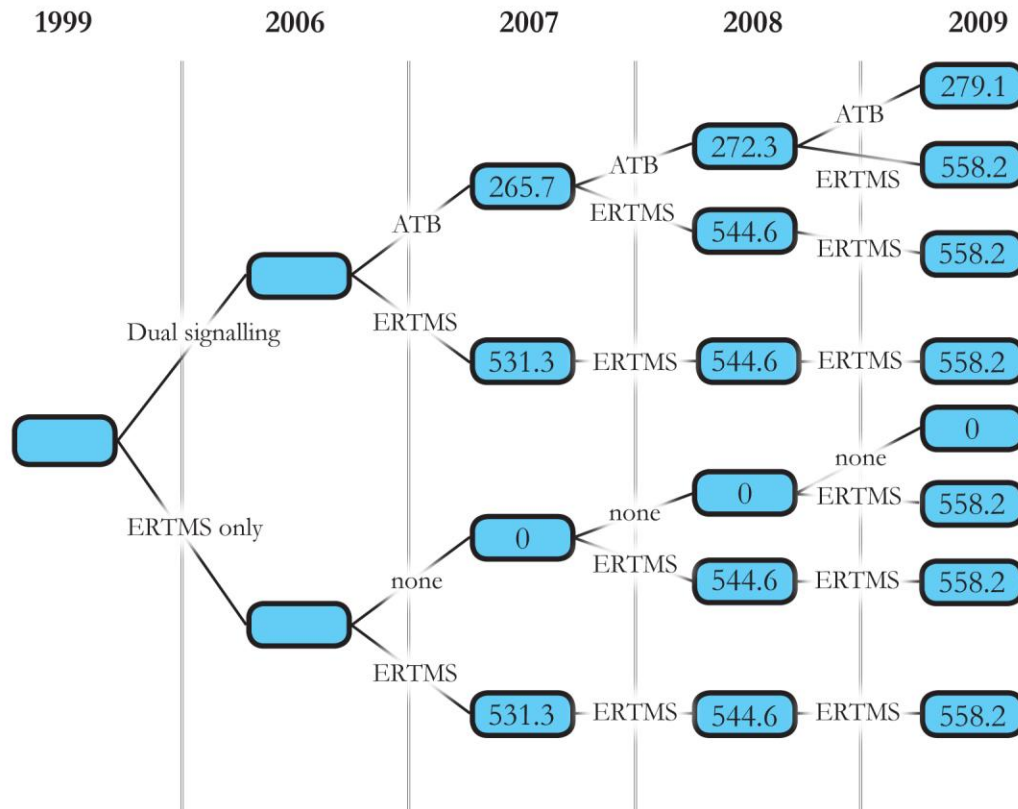 1999 2006 2007 2008 2009
279.1
ATB
272.3
ATB
558.2
265.7
ERTMS
ERTMS
ATB
544.6
ERTMS
558.2
Dual signalling
ERTMS
531.3
ERTMS
544.6
ERTMS
558.2
0
none
0
ERTMS
558.2
none
ERTMS only
0
ERTMS
none
544.6
ERTMS
558.2
ERTMS
531.3
ERTMS
544.6
ERTMS
558.2